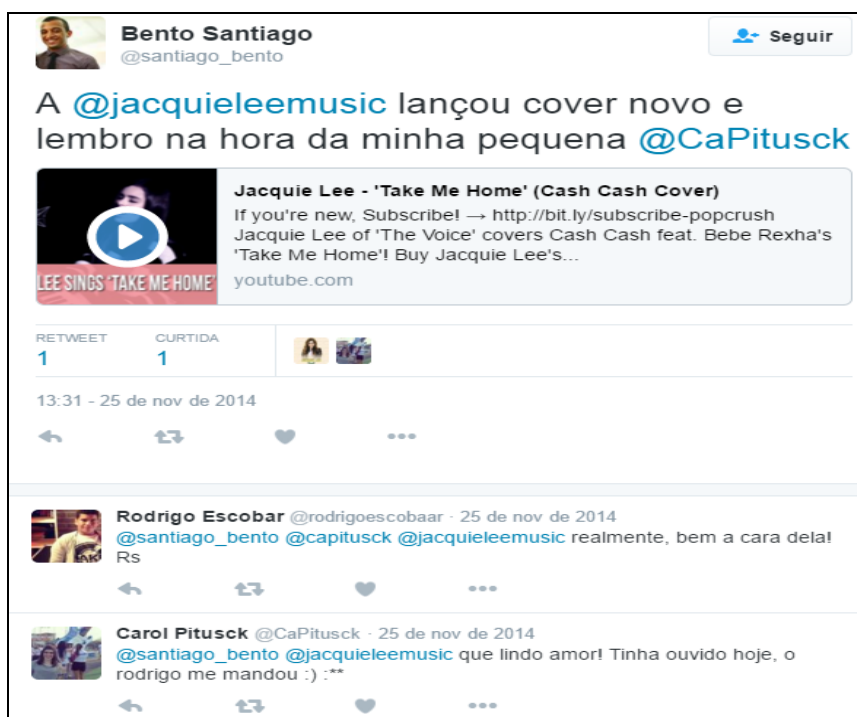 Bento Santiago
@santiago_bento
Seguir
A @jacquieleemusic lançou cover novo e
lembro na hora da minha pequena @CaPitusck
LEE SINGS 'TAKE ME HOME'
Jacquie Lee - 'Take Me Home' (Cash Cash Cover)
If you're new, Subscribe! → http://bit.ly/subscribe-popcrush
Jacquie Lee of 'The Voice' covers Cash Cash feat. Bebe Rexha's
'Take Me Home'! Buy Jacquie Lee's...
youtube.com
RETWEET CURTIDA
1 1
13:31 - 25 de nov de 2014
Rodrigo Escobar @rodrigoescobaar · 25 de nov de 2014
@santiago_bento @capitusck @jacquieleemusic realmente, bem a cara dela!
Rs
Carol Pitusck @CaPitusck · 25 de nov de 2014
@santiago_bento @jacquieleemusic que lindo amor! Tinha ouvido hoje, o
rodrigo me mandou :) :**